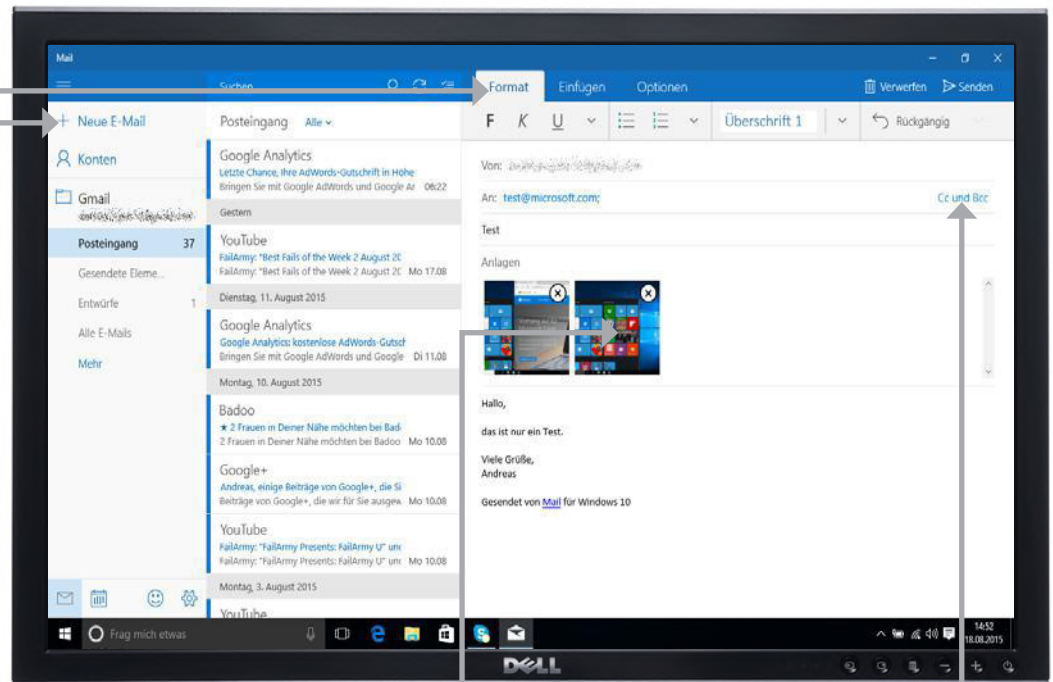 Mail
Suchen
Format Einfügen Optionen Verwerfen Senden
Neue E-Mail
Posteingang Alle
F K U Überschrift 1 Rückgängig
Konten
Gmail
Posteingang 37
Gesendete Eleme...
Entwürfe 1
Alle E-Mails
Mehr
Google Analytics
Letzte Chance, Ihre AdWords-Gutschrift in Höhe
Bringen Sie mit Google AdWords und Google Ar 06:22
Gestern
YouTube
FailArmy: "Best Fails of the Week 2 August 2C
FailArmy: "Best Fails of the Week 2 August 2C Mo 17.08
Dienstag, 11. August 2015
Google Analytics
Google Analytics: kostenlose AdWords-Gutsch
Bringen Sie mit Google AdWords und Google Di 11.08
Montag, 10. August 2015
Badoo
★ 2 Frauen in Deiner Nähe möchten bei Bad
2 Frauen in Deiner Nähe möchten bei Badoo Mo 10.08
Google+
Andreas, einige Beiträge von Google+, die Si
Beiträge von Google+, die wir für Sie ausgew Mo 10.08
YouTube
FailArmy: "FailArmy Presents: FailArmy U" und
FailArmy: "FailArmy Presents: FailArmy U" und Mo 10.08
Montag, 3. August 2015
YouTube
Von:
An: test@microsoft.com; Cc und Bcc
Test
Anlagen
Hallo,
das ist nur ein Test.
Viele Grüße,
Andreas
Gesendet von Mail für Windows 10
Frag mich etwas
14:52
18.08.2015
DELL